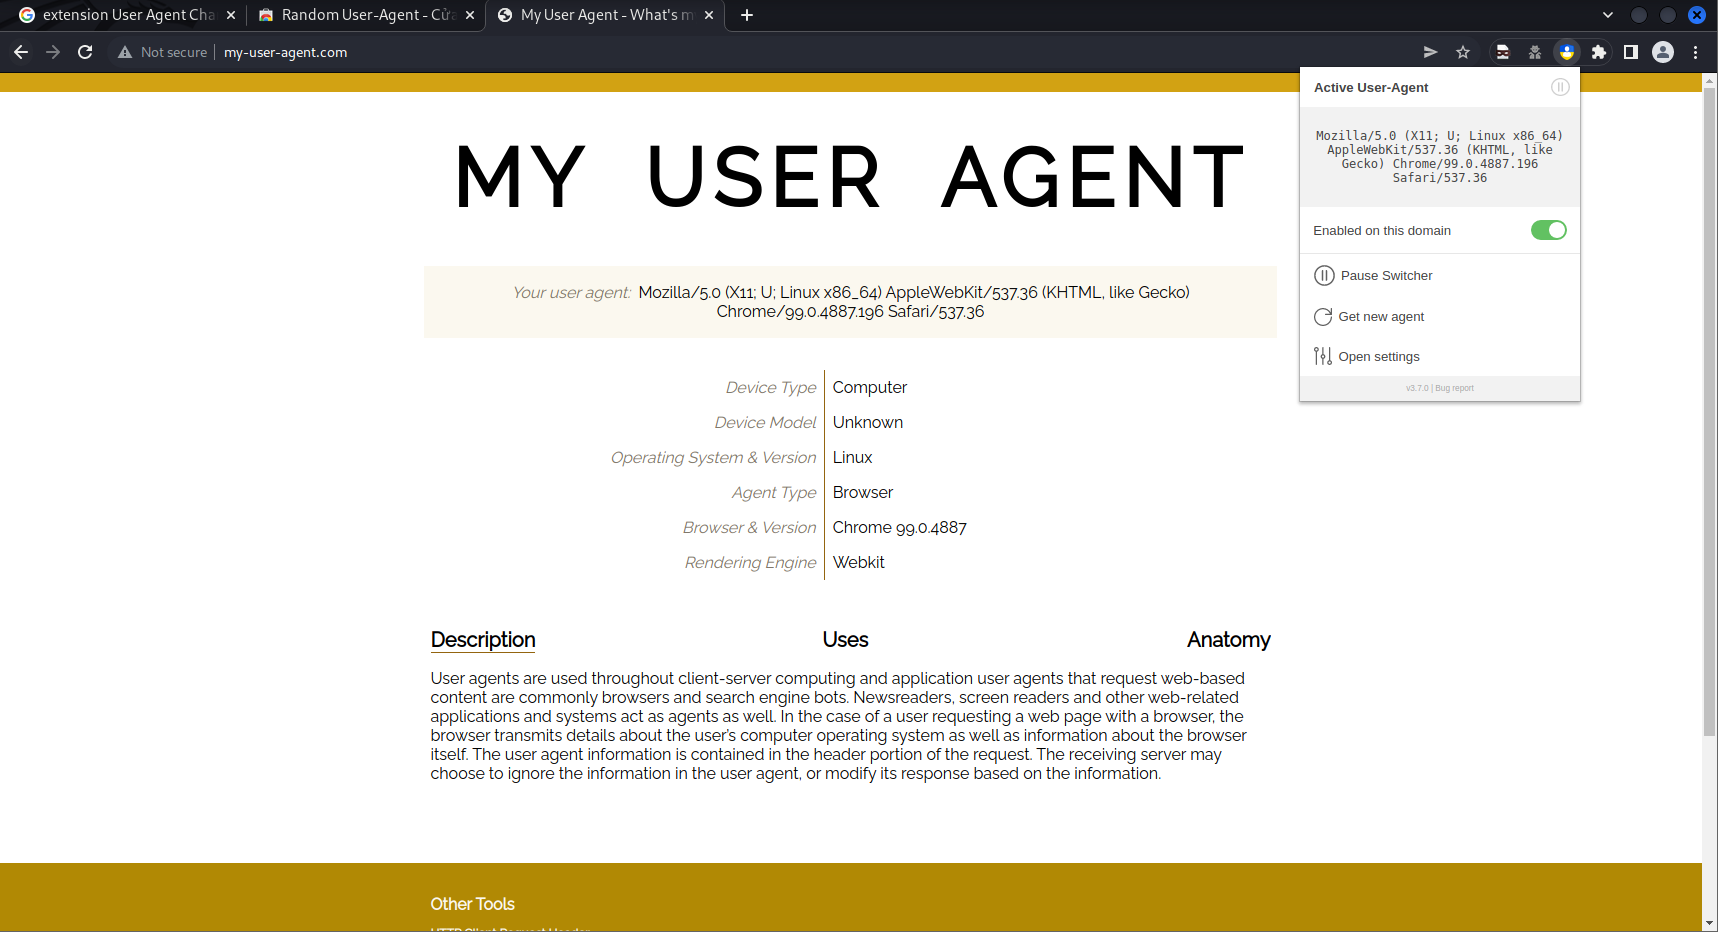 extension User Agent Cha
Random User-Agent - Cửa
My User Agent - What's m
Not secure
my-user-agent.com
MY USER AGENT
Your user agent: Mozilla/5.0 (X11; U; Linux x86_64) AppleWebKit/537.36 (KHTML, like Gecko)
Chrome/99.0.4887.196 Safari/537.36
Device Type Computer
Device Model Unknown
Operating System & Version Linux
Agent Type Browser
Browser & Version Chrome 99.0.4887
Rendering Engine Webkit
Description Uses Anatomy
User agents are used throughout client-server computing and application user agents that request web-based
content are commonly browsers and search engine bots. Newsreaders, screen readers and other web-related
applications and systems act as agents as well. In the case of a user requesting a web page with a browser, the
browser transmits details about the user's computer operating system as well as information about the browser
itself. The user agent information is contained in the header portion of the request. The receiving server may
choose to ignore the information in the user agent, or modify its response based on the information.
Other Tools
HTTP Client Request Header
Active User-Agent
Mozilla/5.0 (X11; U; Linux x86_64)
AppleWebKit/537.36 (KHTML, like
Gecko) Chrome/99.0.4887.196
Safari/537.36
Enabled on this domain
Pause Switcher
Get new agent
Open settings
v3.7.0 | Bug report